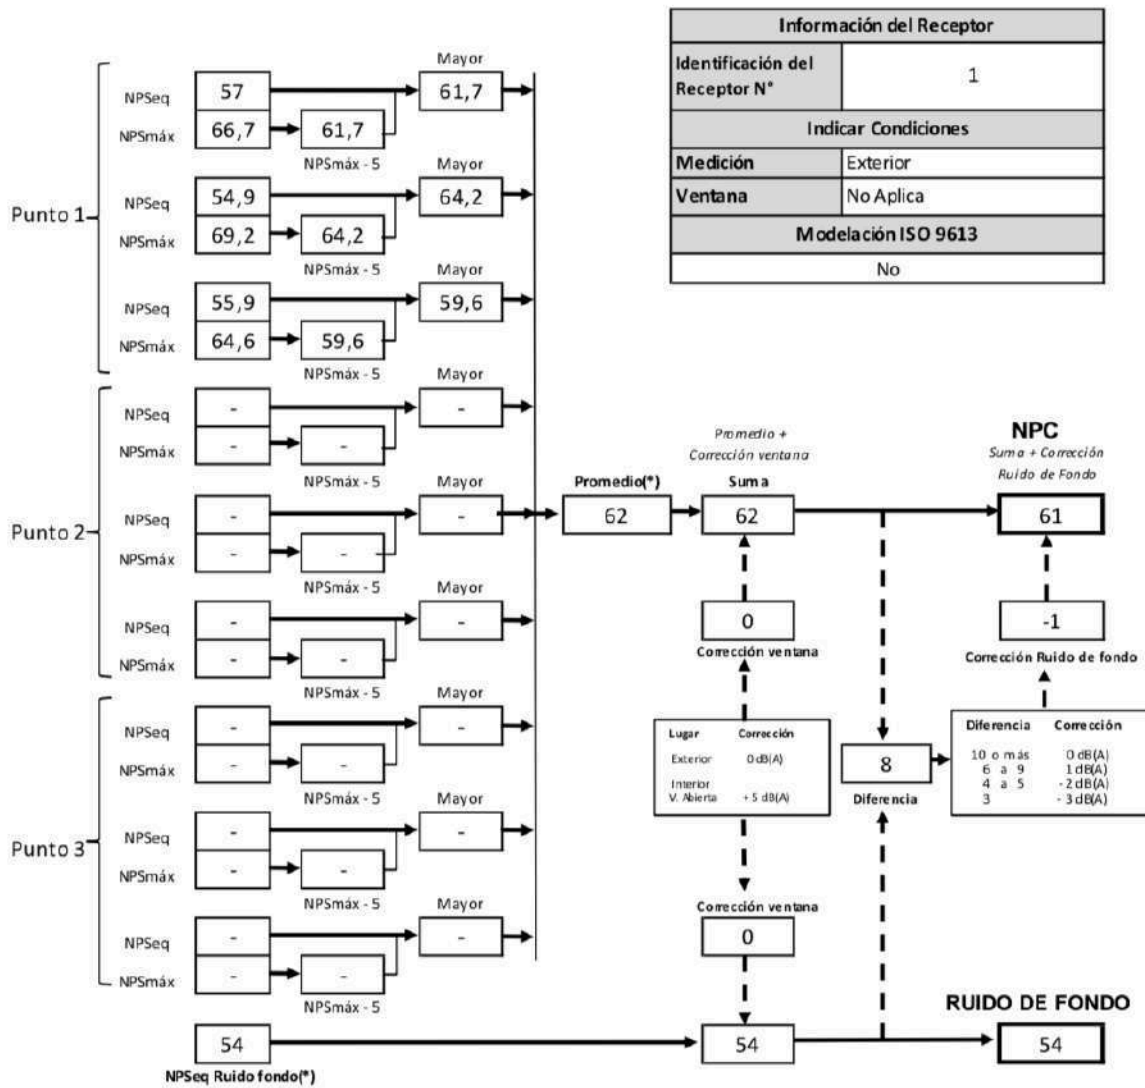 Información del Receptor
Identificación del Receptor N° 1
Indicar Condiciones
Medición Exterior
Ventana No Aplica
Modelación ISO 9613
No
Punto 1
Mayor
NPSeq 57 61,7
NPSmáx 66,7 61,7
NPSmáx - 5
Mayor
NPSeq 54,9 64,2
NPSmáx 69,2 64,2
NPSmáx - 5
Mayor
NPSeq 55,9 59,6
NPSmáx 64,6 59,6
NPSmáx - 5
Punto 2
Mayor
NPSeq - -
NPSmáx - -
NPSmáx - 5
Mayor
NPSeq - -
NPSmáx - -
NPSmáx - 5
Mayor
NPSeq - -
NPSmáx - -
NPSmáx - 5
Punto 3
Mayor
NPSeq - -
NPSmáx - -
NPSmáx - 5
Mayor
NPSeq - -
NPSmáx - -
NPSmáx - 5
Mayor
NPSeq - -
NPSmáx - -
NPSmáx - 5
54
NPSeq Ruido fondo(*)
Promedio(*)
62
Promedio +
Corrección ventana
Suma
62
0
Corrección ventana
Lugar Corrección
Exterior 0 dB(A)
Interior
V. Abierta +5 dB(A)
Corrección ventana
0
54
8
Diferencia
NPC
Suma + Corrección
Ruido de Fondo
61
-1
Corrección Ruido de fondo
Diferencia Corrección
10 o más 0 dB(A)
6 a 9 1 dB(A)
4 a 5 - 2 dB(A)
3 - 3 dB(A)
RUIDO DE FONDO
54